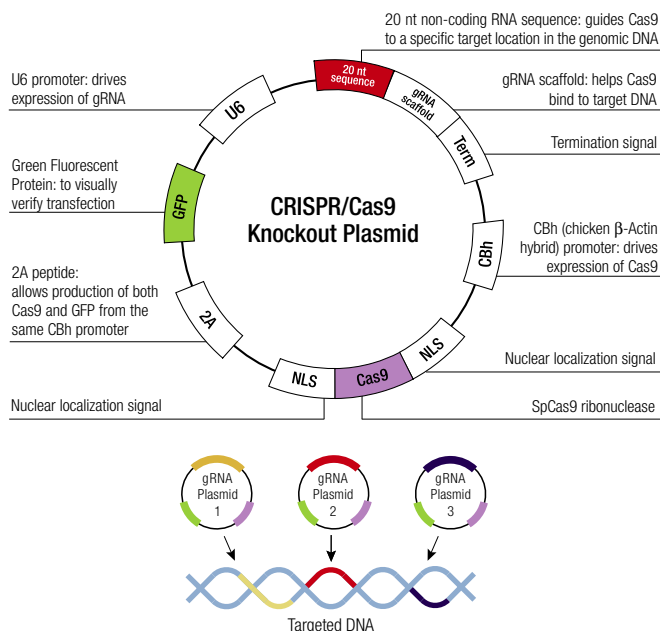 20 nt non-coding RNA sequence: guides Cas9
to a specific target location in the genomic DNA
U6 promoter: drives
expression of gRNA
20 nt
sequence
gRNA
scaffold
gRNA scaffold: helps Cas9
bind to target DNA
U6
Term
Termination signal
Green Fluorescent
Protein: to visually
verify transfection
GFP
CRISPR/Cas9
Knockout Plasmid
CBh
CBh (chicken β-Actin
hybrid) promoter: drives
expression of Cas9
2A peptide:
allows production of both
Cas9 and GFP from the
same CBh promoter
2A
NLS
Cas9
NLS
Nuclear localization signal
Nuclear localization signal
SpCas9 ribonuclease
gRNA
Plasmid
1
gRNA
Plasmid
2
gRNA
Plasmid
3
Targeted DNA